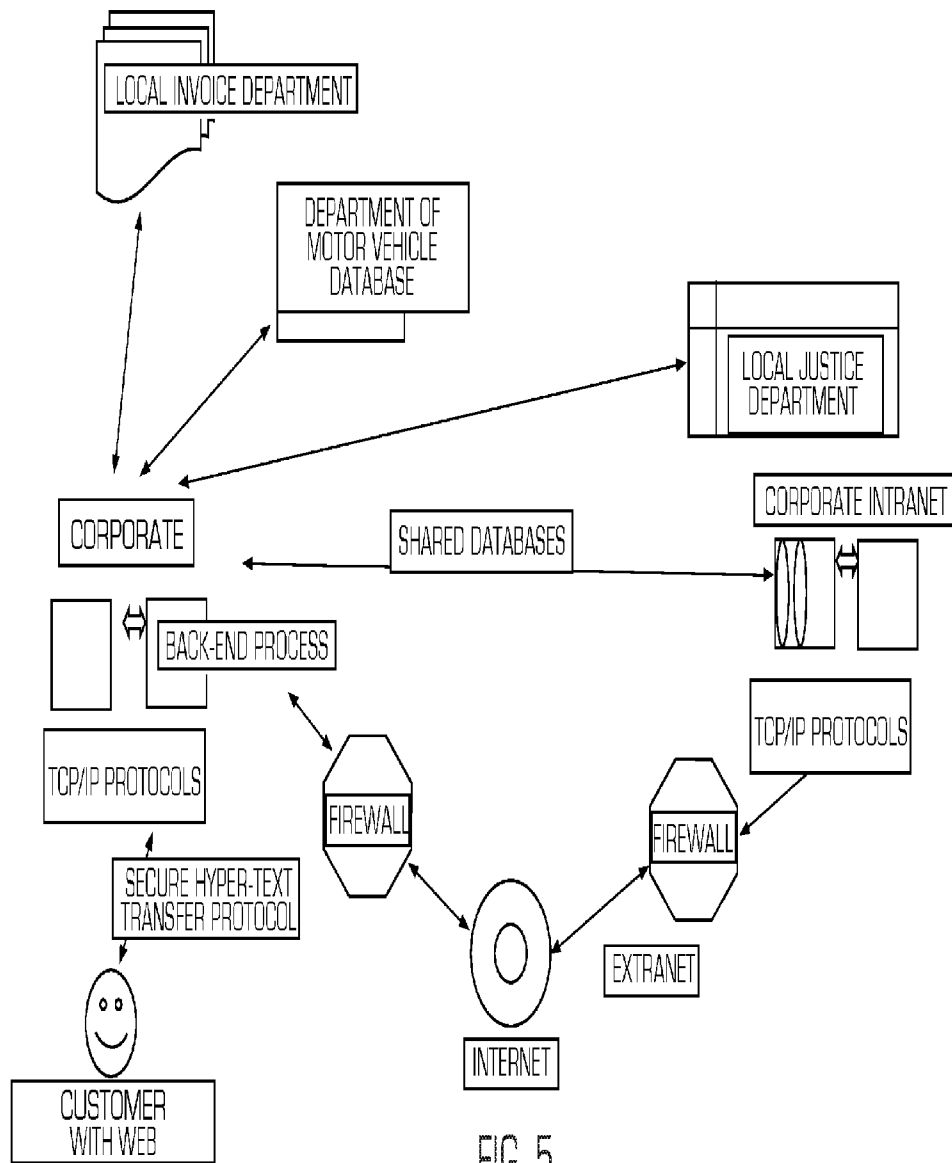 LOCAL INVOICE DEPARTMENT
DEPARTMENT OF
MOTOR VEHICLE
DATABASE
LOCAL JUSTICE
DEPARTMENT
CORPORATE INTRANET
CORPORATE
SHARED DATABASES
BACK-END PROCESS
TCP/IP PROTOCOLS
TCP/IP PROTOCOLS
FIREWALL
FIREWALL
SECURE HYPER-TEXT
TRANSFER PROTOCOL
EXTRANET
INTERNET
CUSTOMER
WITH WEB
FIG. 5